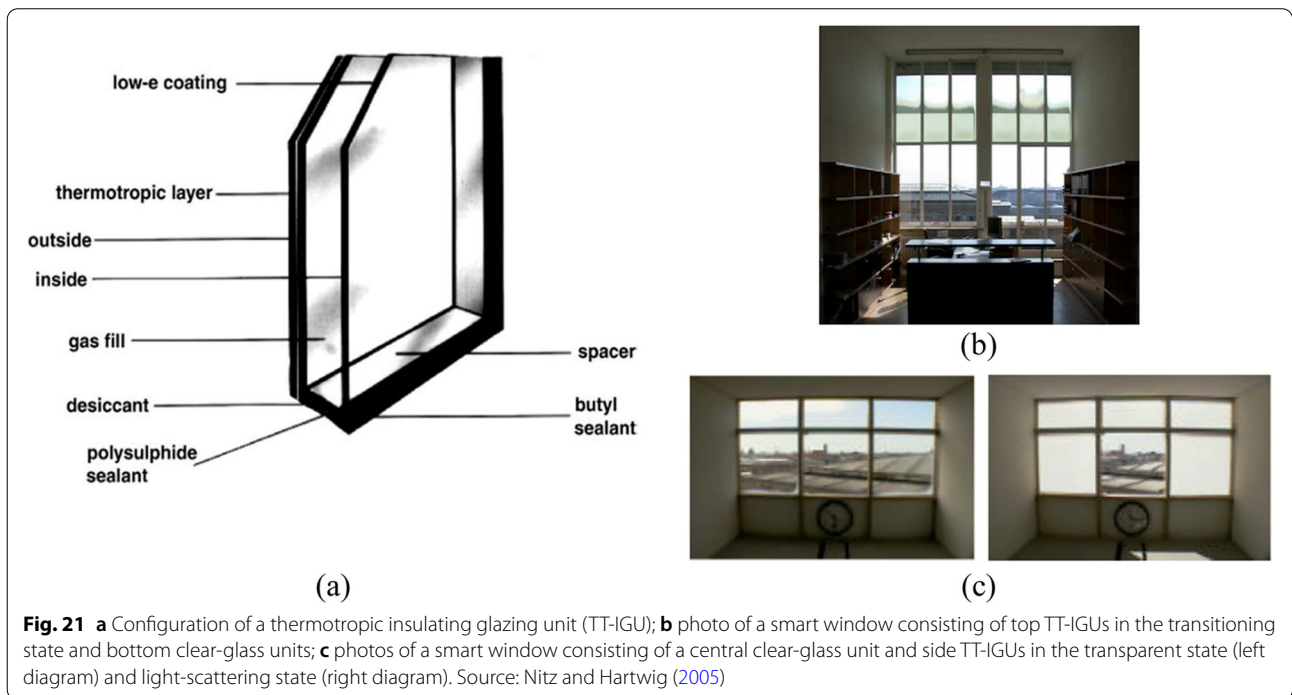 low-e coating
thermotropic layer
outside
inside
gas fill
desiccant
polysulphide
sealant
spacer
butyl
sealant
(a)
(b)
(c)
Fig. 21 a Configuration of a thermotropic insulating glazing unit (TT-IGU); b photo of a smart window consisting of top TT-IGUs in the transitioning
state and bottom clear-glass units; c photos of a smart window consisting of a central clear-glass unit and side TT-IGUs in the transparent state (left
diagram) and light-scattering state (right diagram). Source: Nitz and Hartwig (2005)